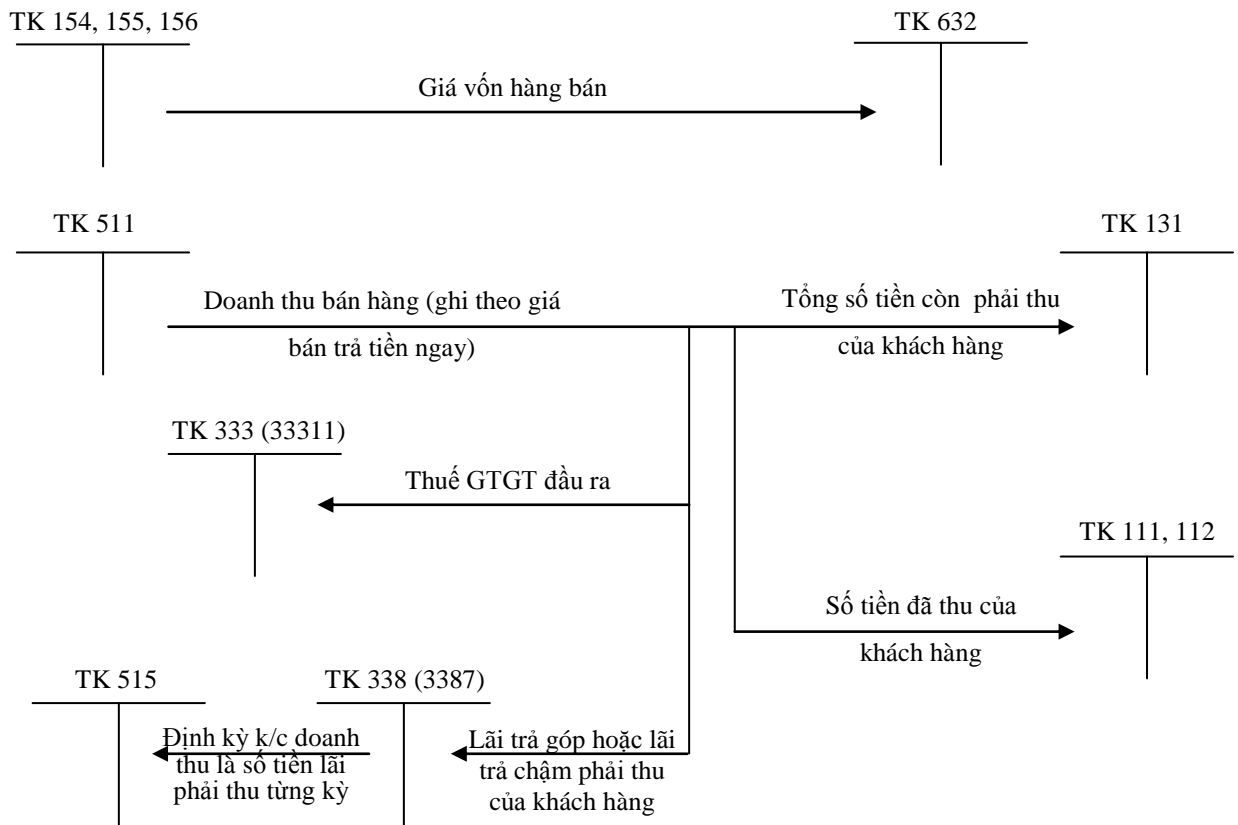 TK 154, 155, 156
TK 632
Giá vốn hàng bán
TK 511
TK 131
Doanh thu bán hàng (ghi theo giá
bán trả tiền ngay)
Tổng số tiền còn phải thu
của khách hàng
TK 333 (33311)
Thuế GTGT đầu ra
TK 111, 112
Số tiền đã thu của
khách hàng
TK 515
TK 338 (3387)
Định kỳ k/c doanh
thu là số tiền lãi
phải thu từng kỳ
Lãi trả góp hoặc lãi
trả chậm phải thu
của khách hàng